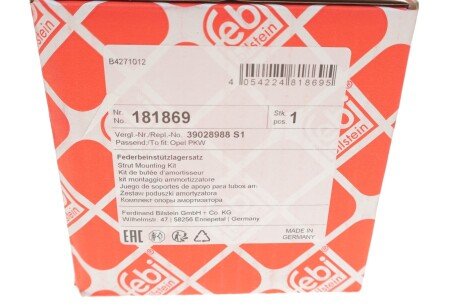 febi
bilstein
B4271012
4 054224 818695
Nr.
No.
181869
Stk.
pcs.
1
Vergl.-Nr./Repl.-No. 39028988 S1
Passend:/To fit: Opel PKW
Federbeinstützlagersatz
Strut Mounting Kit
Kit de butée d'amortisseur
kit montaggio ammortizzatore
Juego de soportes de apoyo para tubos am
Zestaw poduszki amortyzatora
Комплект опоры амортизатора
Ferdinand Bilstein GmbH + Co. KG
Wilhelmstr. 47 | 58256 Ennepetal | Germany
EAC
MADE IN
GERMANY